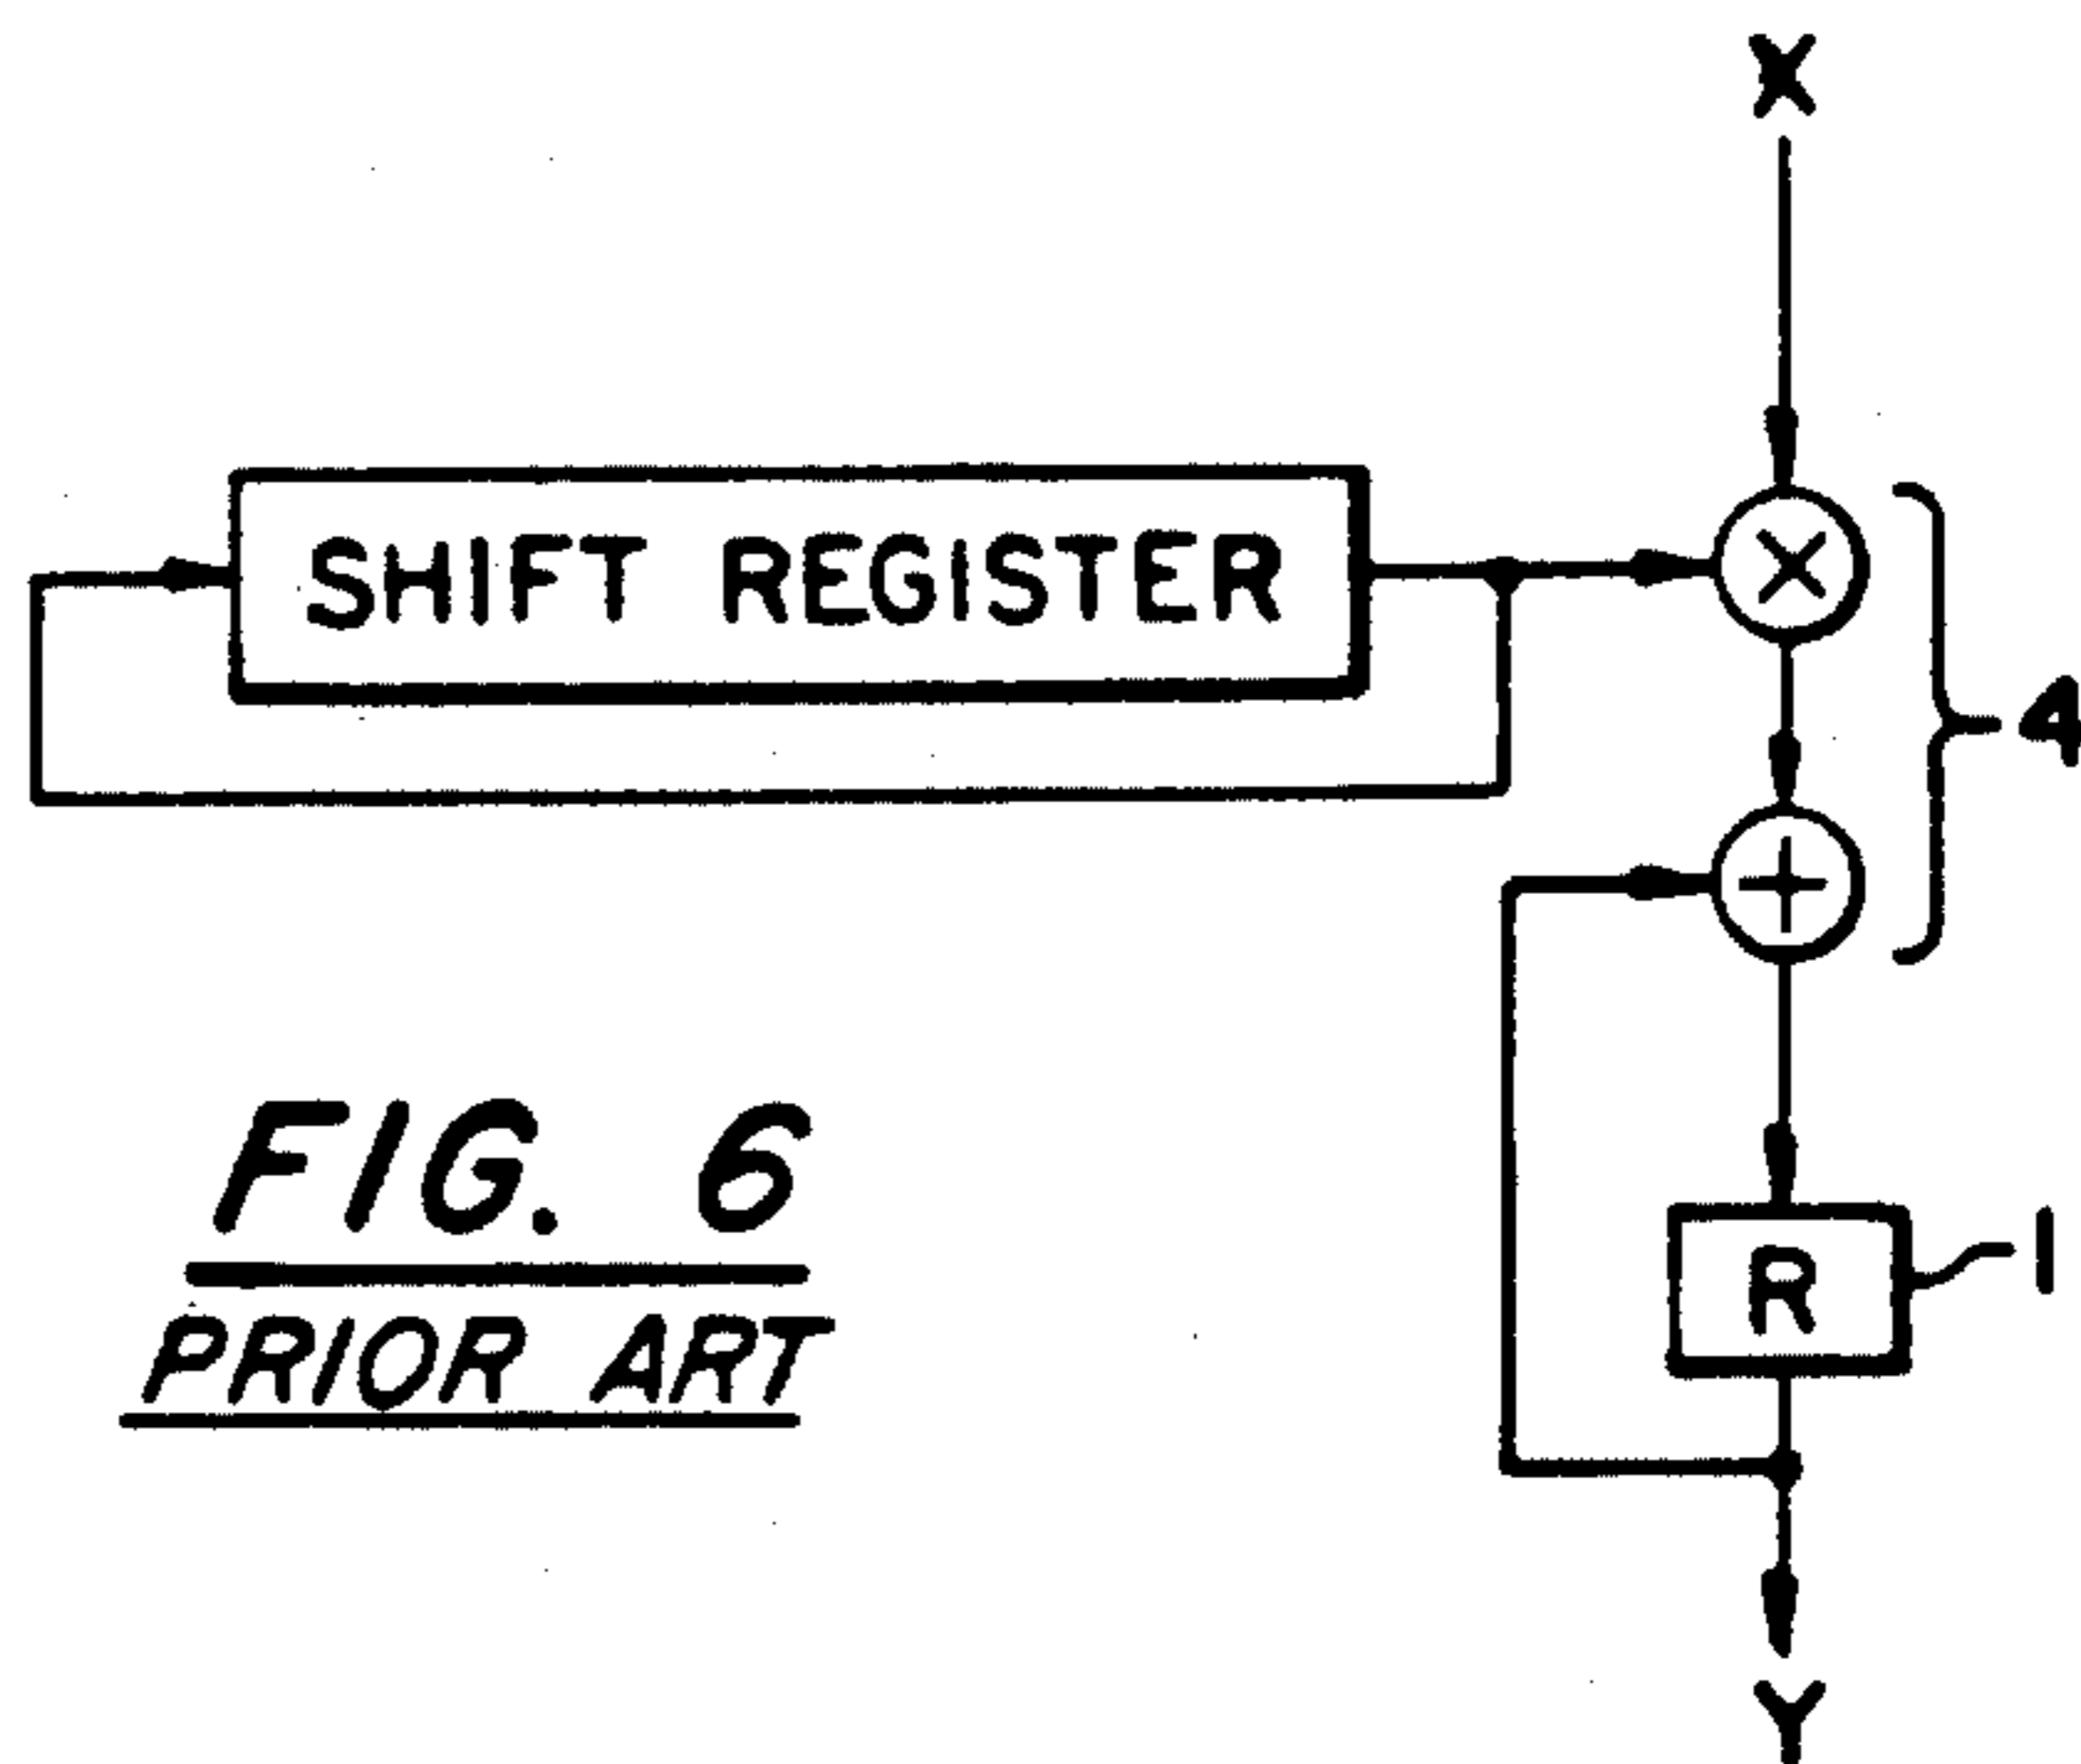 X
SHIFT REGISTER
×
4
+
R
1
FIG. 6
PRIOR ART
Y